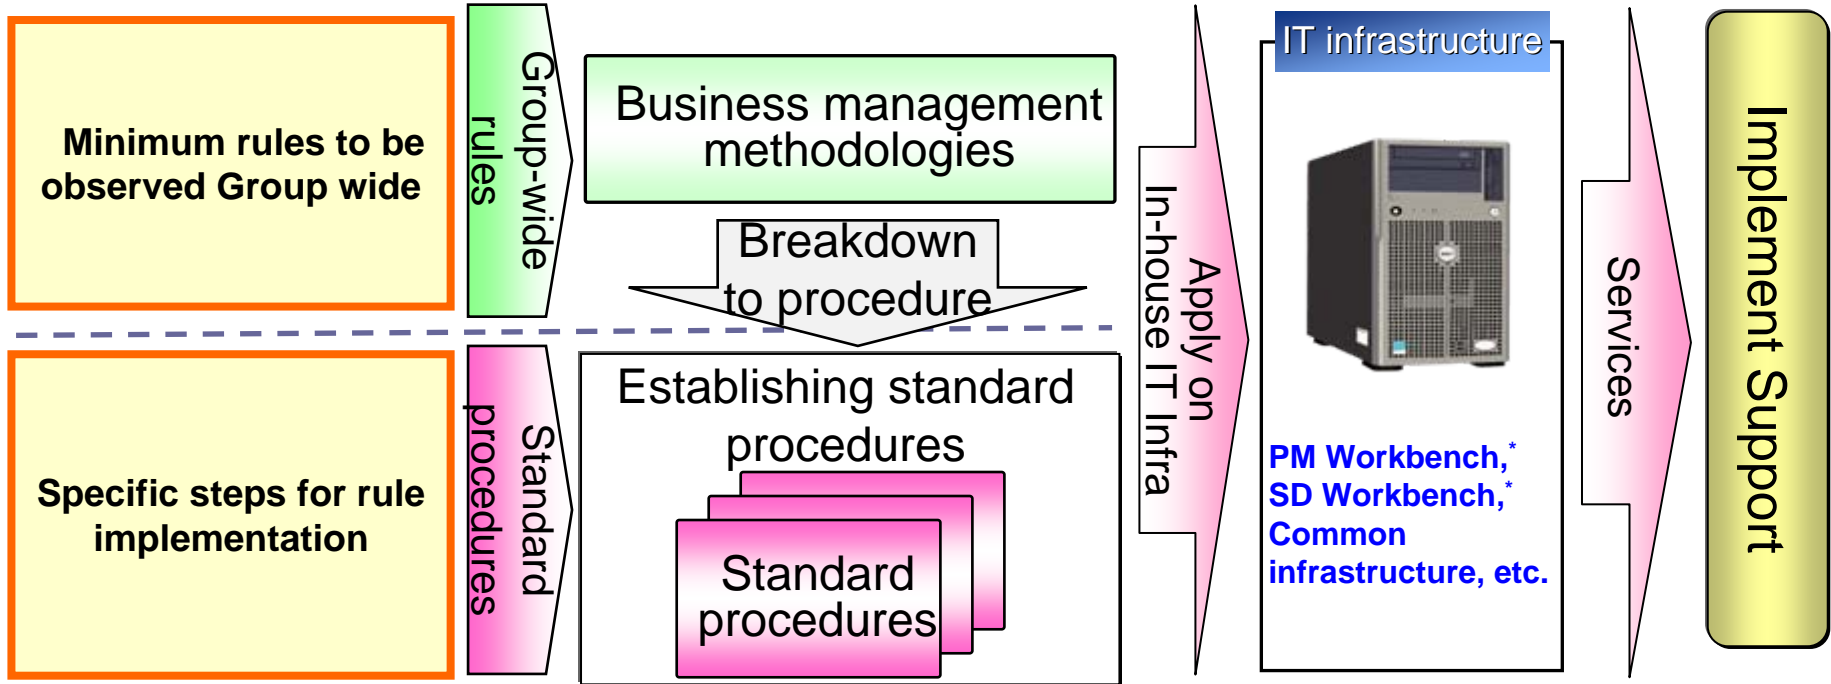 Minimum rules to be
observed Group wide
Group-wide
rules
Business management
methodologies
Breakdown
to procedure
Specific steps for rule
implementation
Standard
procedures
Establishing standard
procedures
Standard
procedures
Apply on
In-house IT Infra
IT infrastructure
PM Workbench,*
SD Workbench,*
Common
infrastructure, etc.
Services
Implement Support